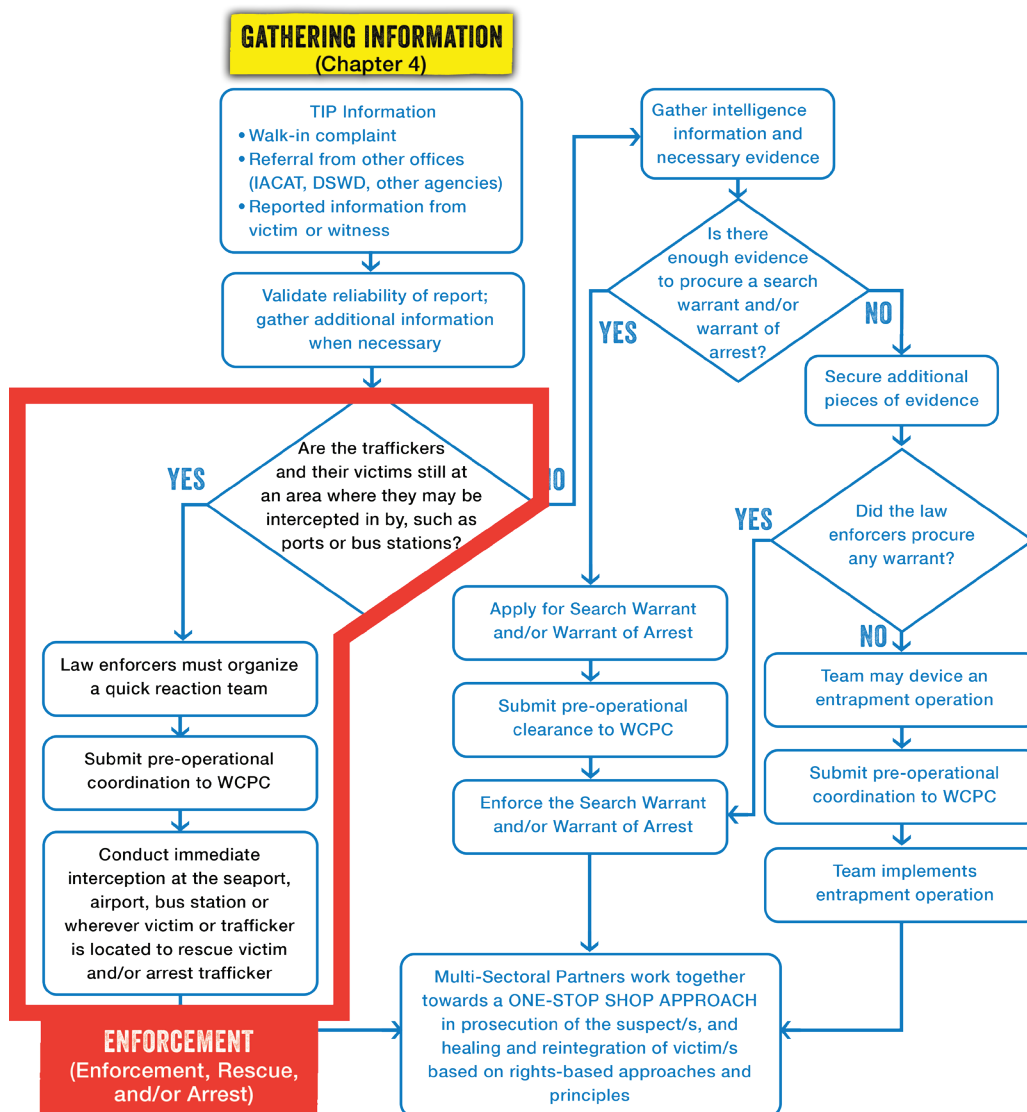 GATHERING INFORMATION
(Chapter 4)
TIP Information
• Walk-in complaint
• Referral from other offices
(IACAT, DSWD, other agencies)
• Reported information from
victim or witness
Validate reliability of report;
gather additional information
when necessary
Are the traffickers
and their victims still at
an area where they may be
intercepted in by, such as
ports or bus stations?
YES
Law enforcers must organize
a quick reaction team
Submit pre-operational
coordination to WCPC
Conduct immediate
interception at the seaport,
airport, bus station or
wherever victim or trafficker
is located to rescue victim
and/or arrest trafficker
ENFORCEMENT
(Enforcement, Rescue,
and/or Arrest)
Gather intelligence
information and
necessary evidence
Is there
enough evidence
to procure a search
warrant and/or
warrant of
arrest?
YES
NO
Apply for Search Warrant
and/or Warrant of Arrest
Submit pre-operational
clearance to WCPC
Enforce the Search Warrant
and/or Warrant of Arrest
Secure additional
pieces of evidence
Did the law
enforcers procure
any warrant?
YES
NO
Team may device an
entrapment operation
Submit pre-operational
coordination to WCPC
Team implements
entrapment operation
Multi-Sectoral Partners work together
towards a ONE-STOP SHOP APPROACH
in prosecution of the suspect/s, and
healing and reintegration of victim/s
based on rights-based approaches and
principles